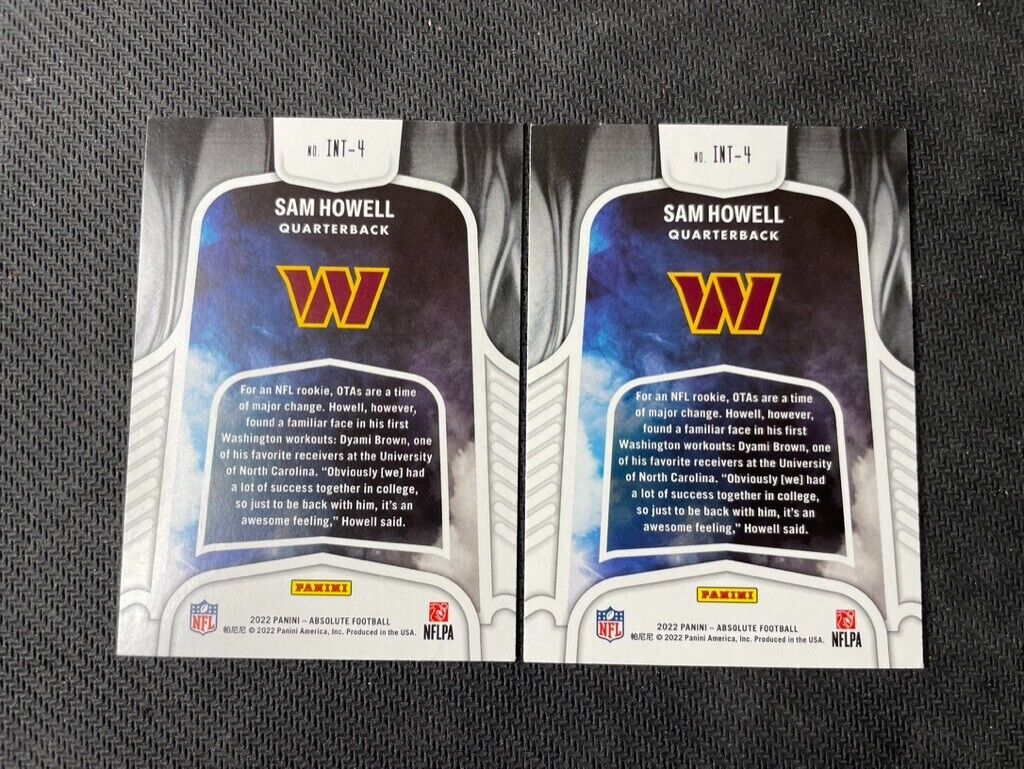 NO. INT-4
SAM HOWELL
QUARTERBACK
W
For an NFL rookie, OTAs are a time
of major change. Howell, however,
found a familiar face in his first
Washington workouts: Dyami Brown, one
of his favorite receivers at the University
of North Carolina. “Obviously [we] had
a lot of success together in college,
so just to be back with him, it’s an
awesome feeling,” Howell said.
PANINI
NFL
2022 PANINI – ABSOLUTE FOOTBALL
帕尼尼 © 2022 Panini America, Inc. Produced in the USA.
NFLPA
NO. INT-4
SAM HOWELL
QUARTERBACK
W
For an NFL rookie, OTAs are a time
of major change. Howell, however,
found a familiar face in his first
Washington workouts: Dyami Brown, one
of his favorite receivers at the University
of North Carolina. “Obviously [we] had
a lot of success together in college,
so just to be back with him, it’s an
awesome feeling,” Howell said.
PANINI
NFL
2022 PANINI – ABSOLUTE FOOTBALL
帕尼尼 © 2022 Panini America, Inc. Produced in the USA.
NFLPA